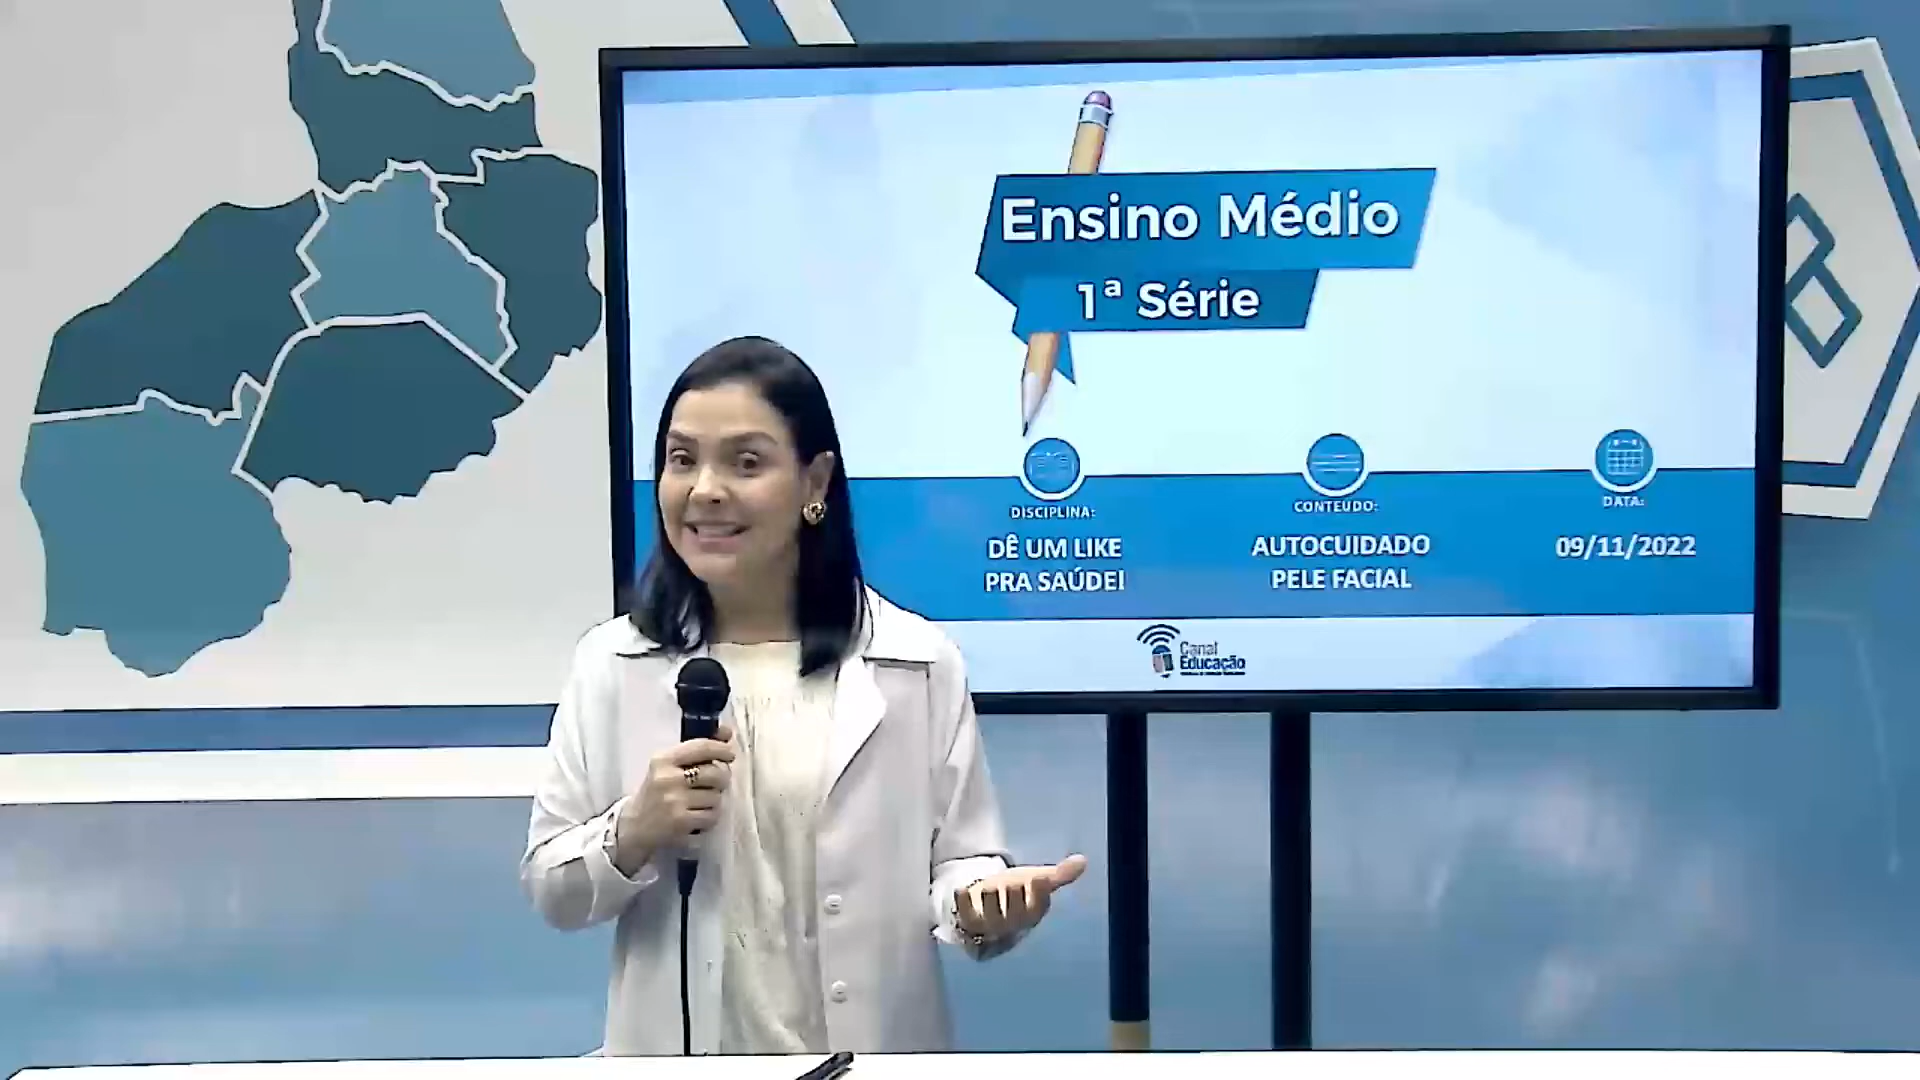 Ensino Médio
1ª Série
DISCIPLINA:
DÊ UM LIKE
PRA SAÚDE!
CONTEÚDO:
AUTOCUIDADO
PELE FACIAL
DATA:
09/11/2022
Canal
Educação